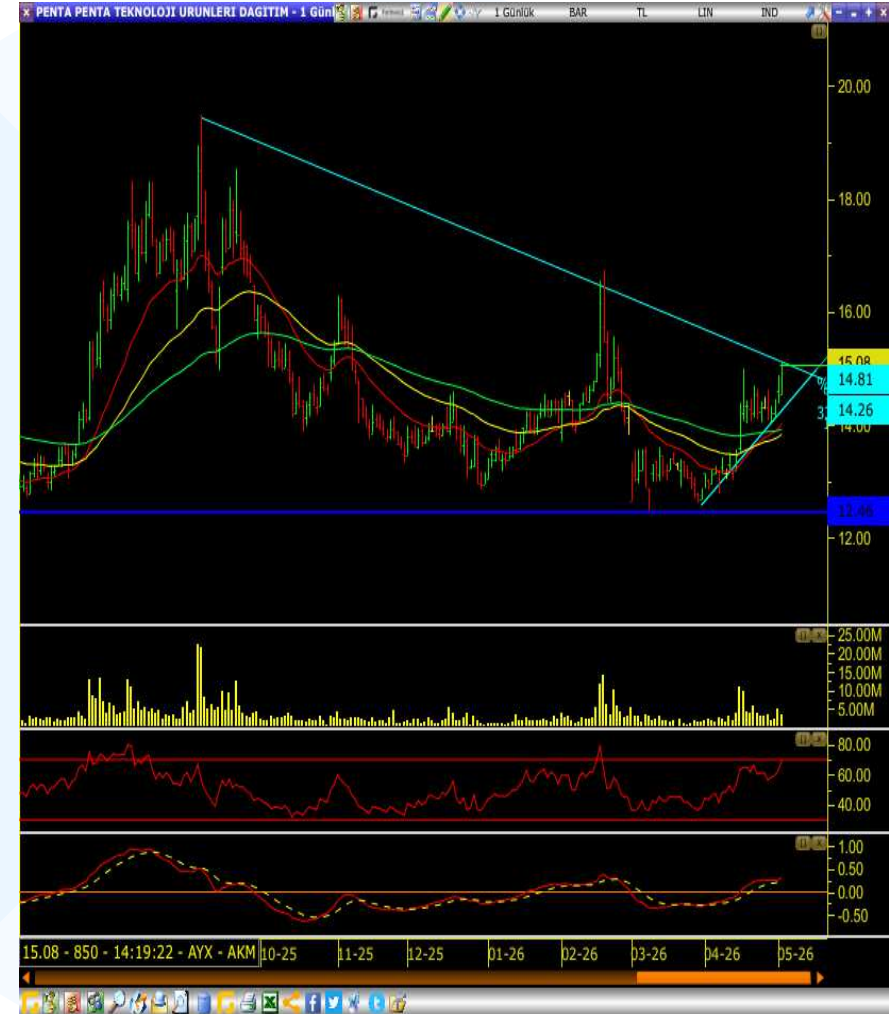 PENTA PENTA TEKNOLOJI URUNLERI DAGITIM - 1 Günl
1 Günlük BAR TL LIN IND
20.00
18.00
16.00
15.08
14.81
14.26
14.00
12.46
12.00
25.00M
20.00M
15.00M
10.00M
5.00M
80.00
60.00
40.00
1.00
0.50
0.00
-0.50
15.08 - 850 - 14:19:22 - AYX - AKM 10-25 11-25 12-25 01-26 02-26 03-26 04-26 05-26